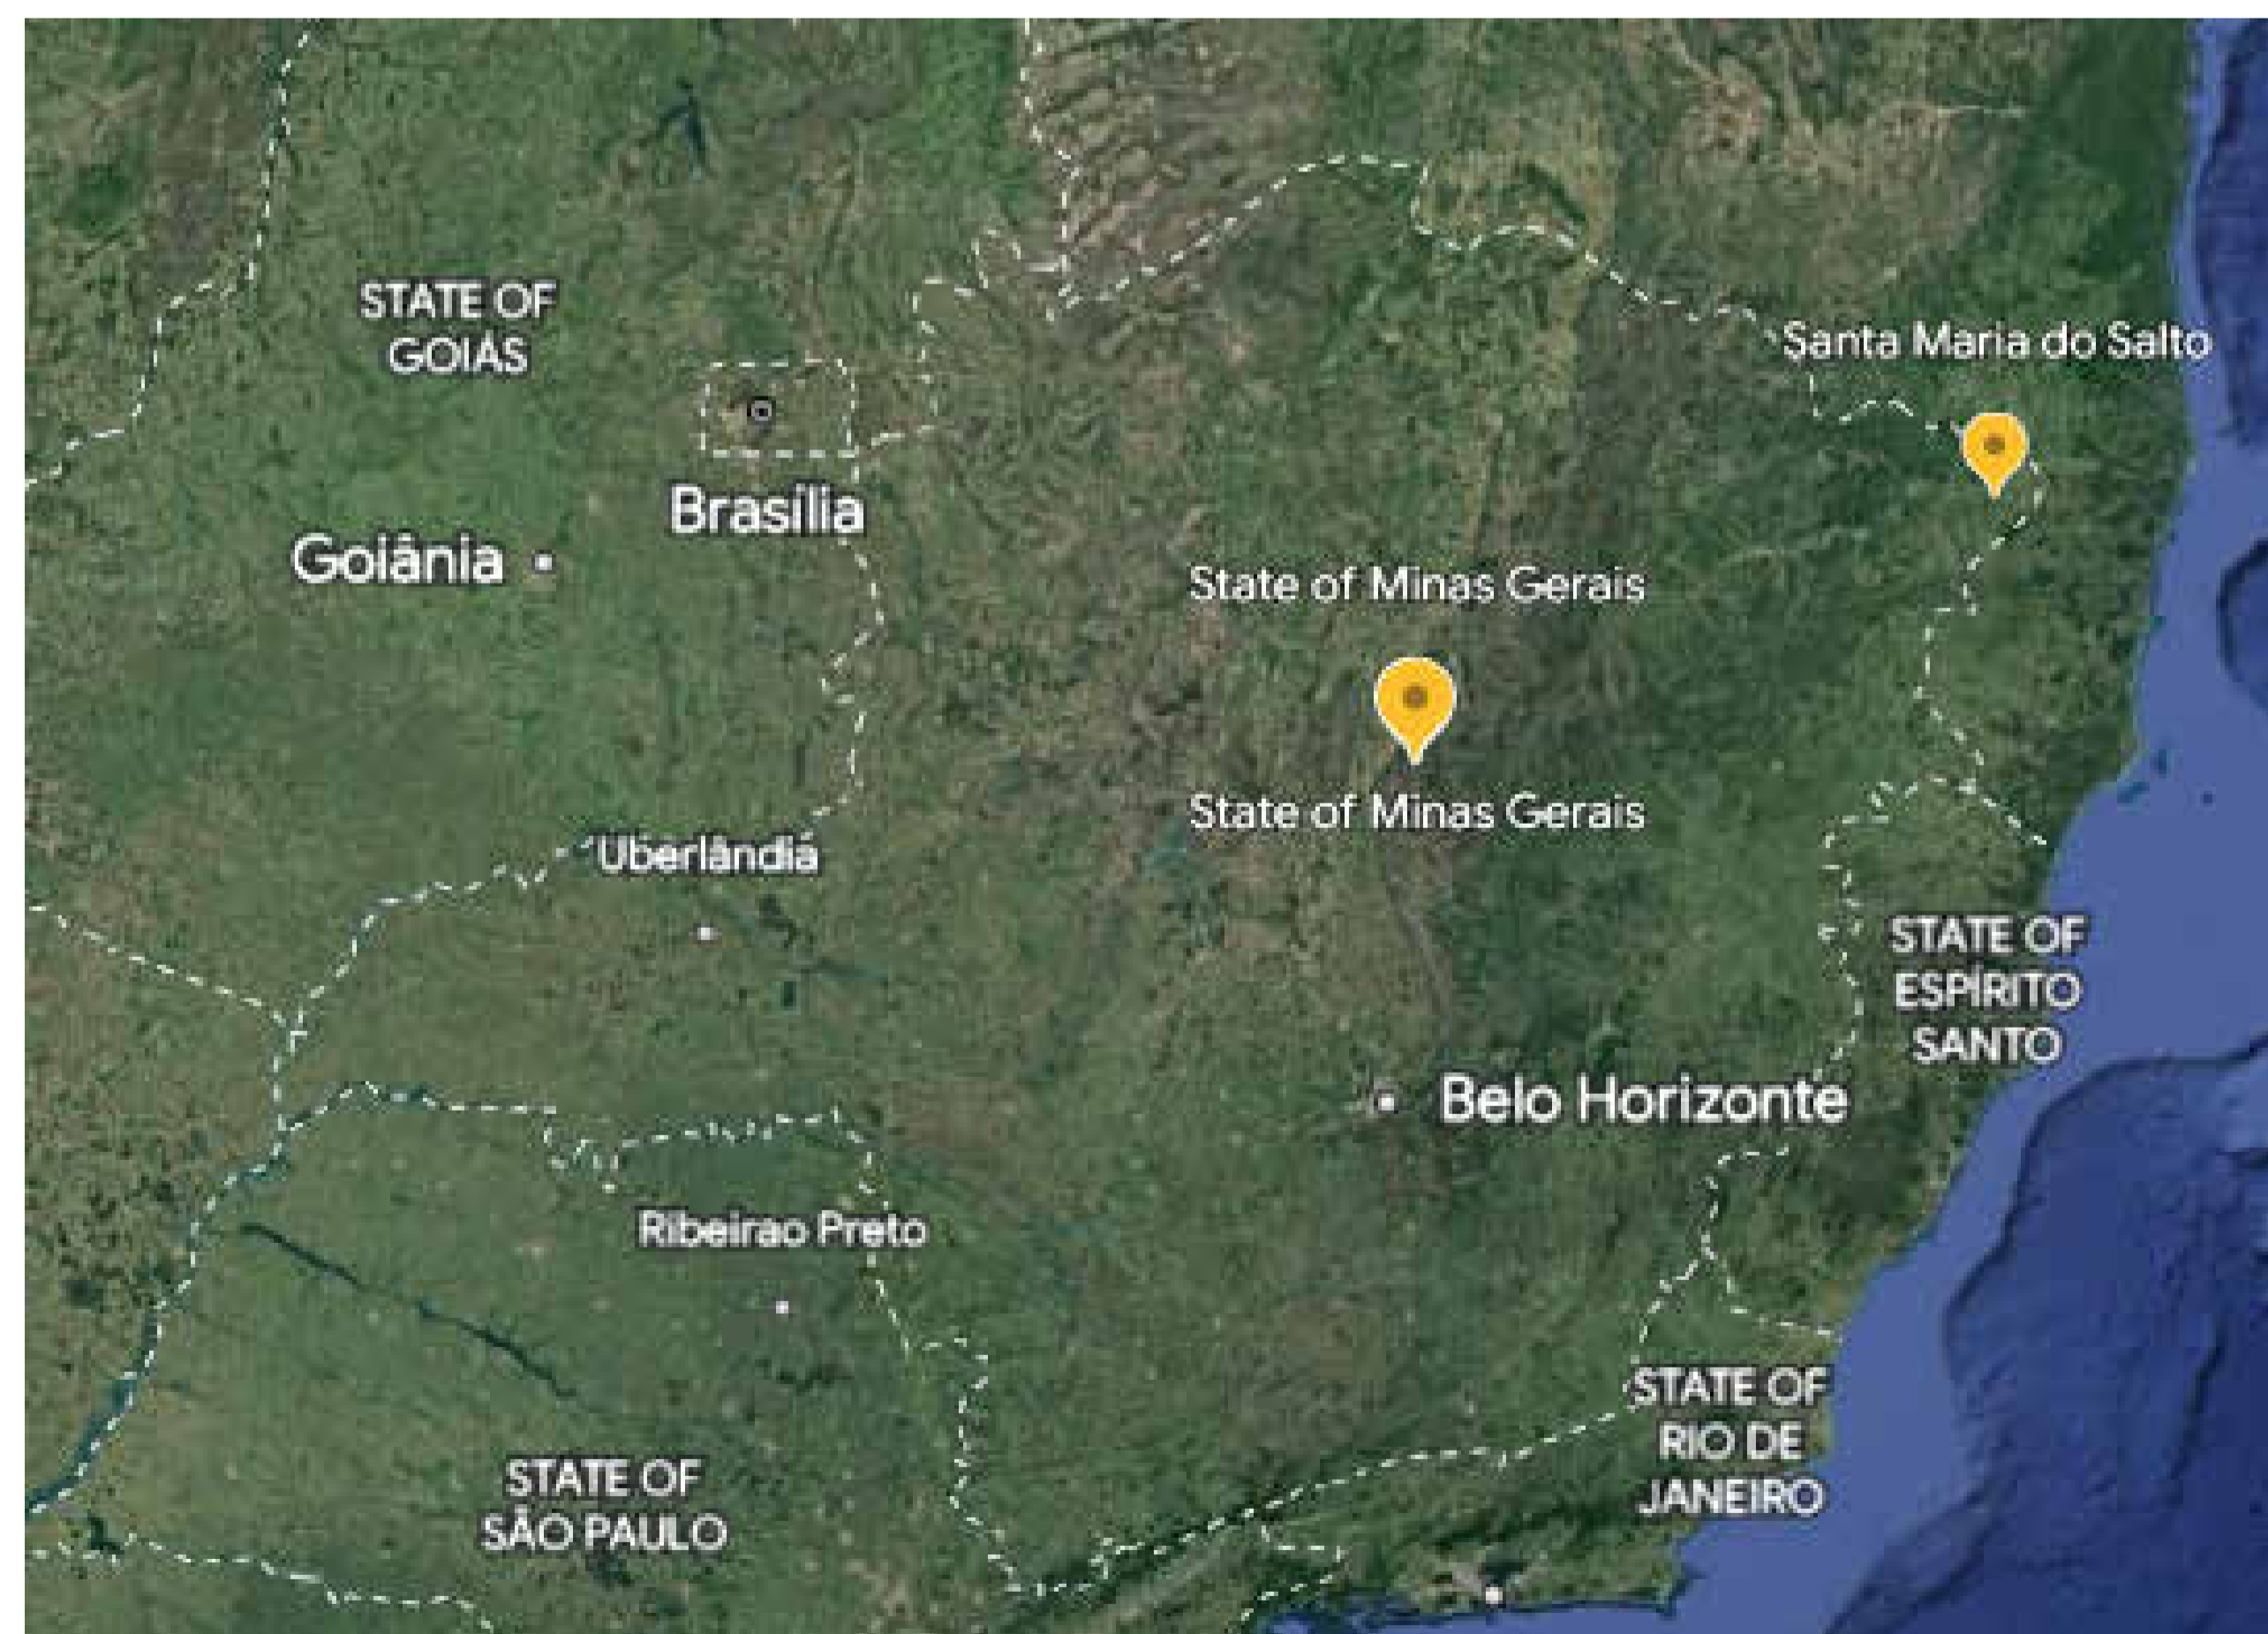 STATE OF
GOIÁS
Santa Maria do Salto
Brasília
Goiânia
State of Minas Gerais
State of Minas Gerais
Uberlândia
STATE OF
ESPÍRITO
SANTO
Belo Horizonte
Ribeirao Preto
STATE OF
RIO DE
JANEIRO
STATE OF
SÃO PAULO